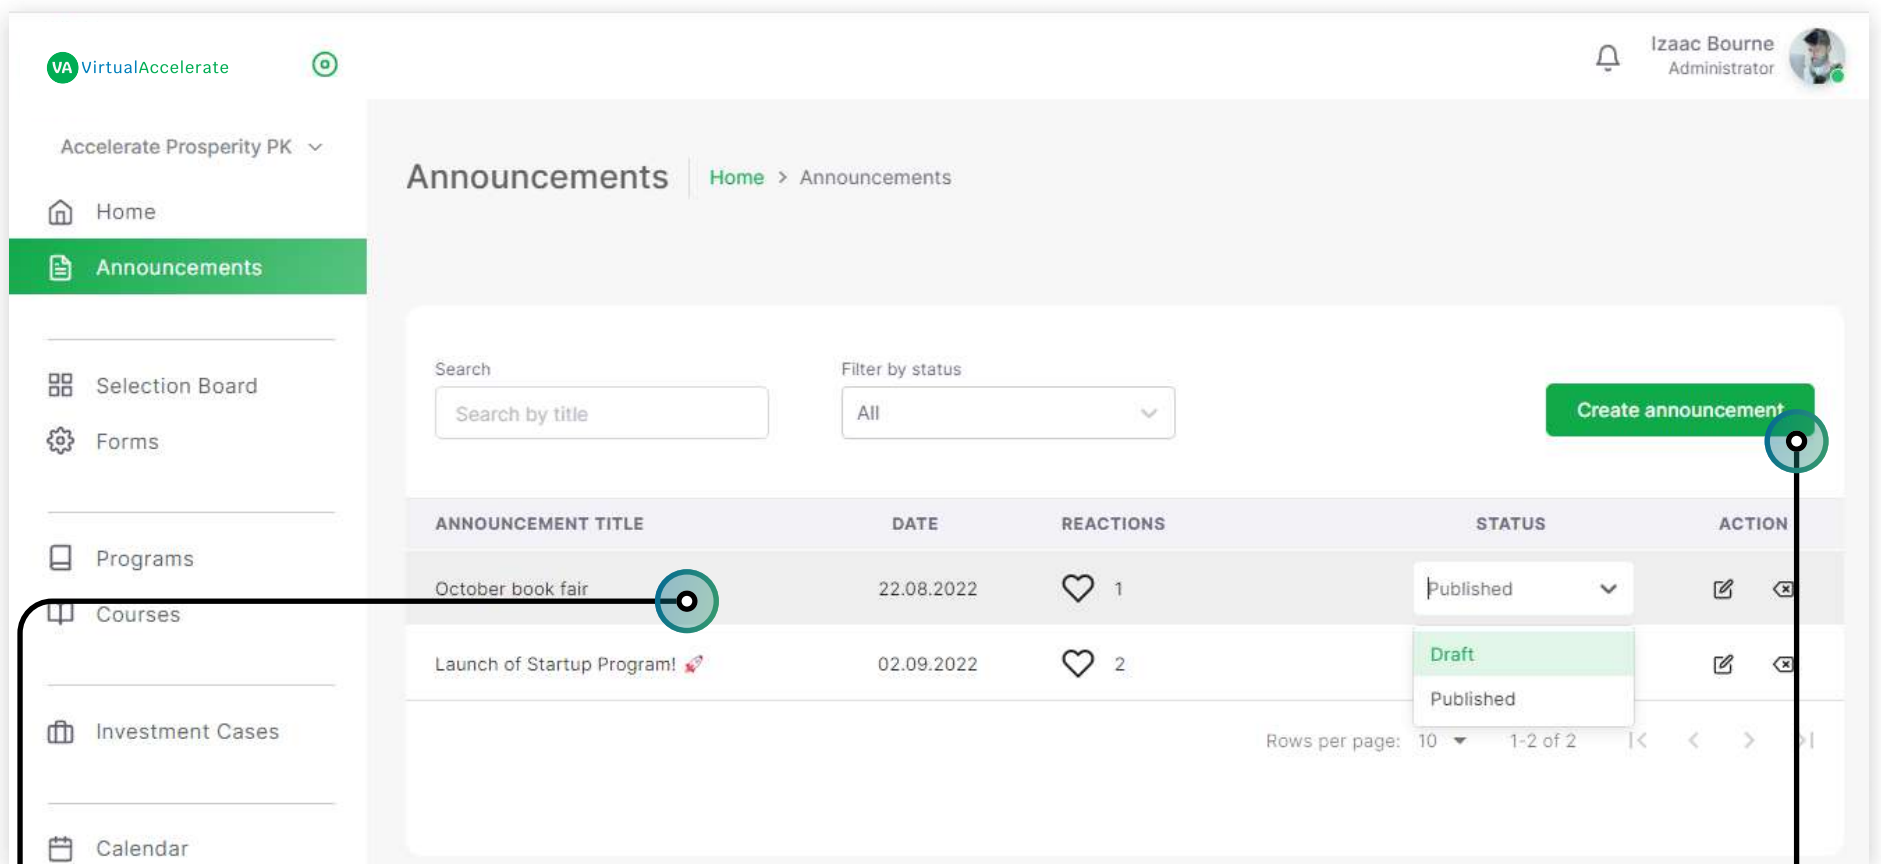 VA VirtualAccelerate
Izaac Bourne
Administrator
Accelerate Prosperity PK
Home
Announcements
Selection Board
Forms
Programs
Courses
Investment Cases
Calendar
Announcements Home > Announcements
Search
Search by title
Filter by status
All
Create announcement
ANNOUNCEMENT TITLE DATE REACTIONS STATUS ACTION
October book fair 22.08.2022 1 Published
Launch of Startup Program! 🚀 02.09.2022 2
Draft
Published
Rows per page: 10 1-2 of 2